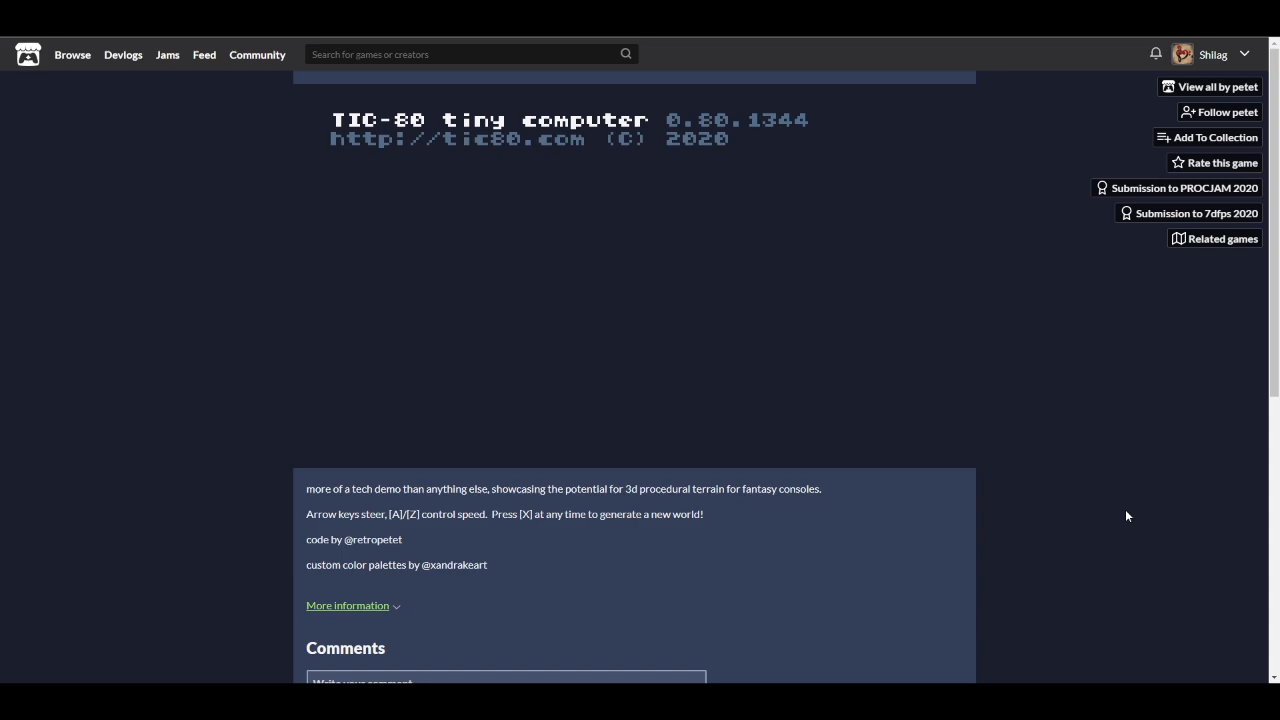 Browse Devlogs Jams Feed Community Search for games or creators Shilag
View all by petet
TIC-80 tiny computer 0.80.1344
http://tic80.com (C) 2020
Follow petet
Add To Collection
Rate this game
Submission to PROCJAM 2020
Submission to 7dfps 2020
Related games
more of a tech demo than anything else, showcasing the potential for 3d procedural terrain for fantasy consoles.
Arrow keys steer, [A]/[Z] control speed. Press [X] at any time to generate a new world!
code by @retropetet
custom color palettes by @xandrakeart
More information
Comments
Write your comment